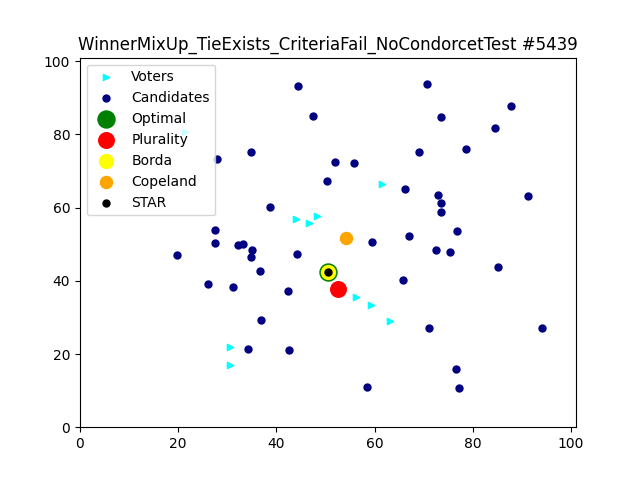 WinnerMixUp_TieExists_CriteriaFail_NoCondorcetTest #5439
Voters
Candidates
Optimal
Plurality
Borda
Copeland
STAR
100
80
60
40
20
0
0 20 40 60 80 100